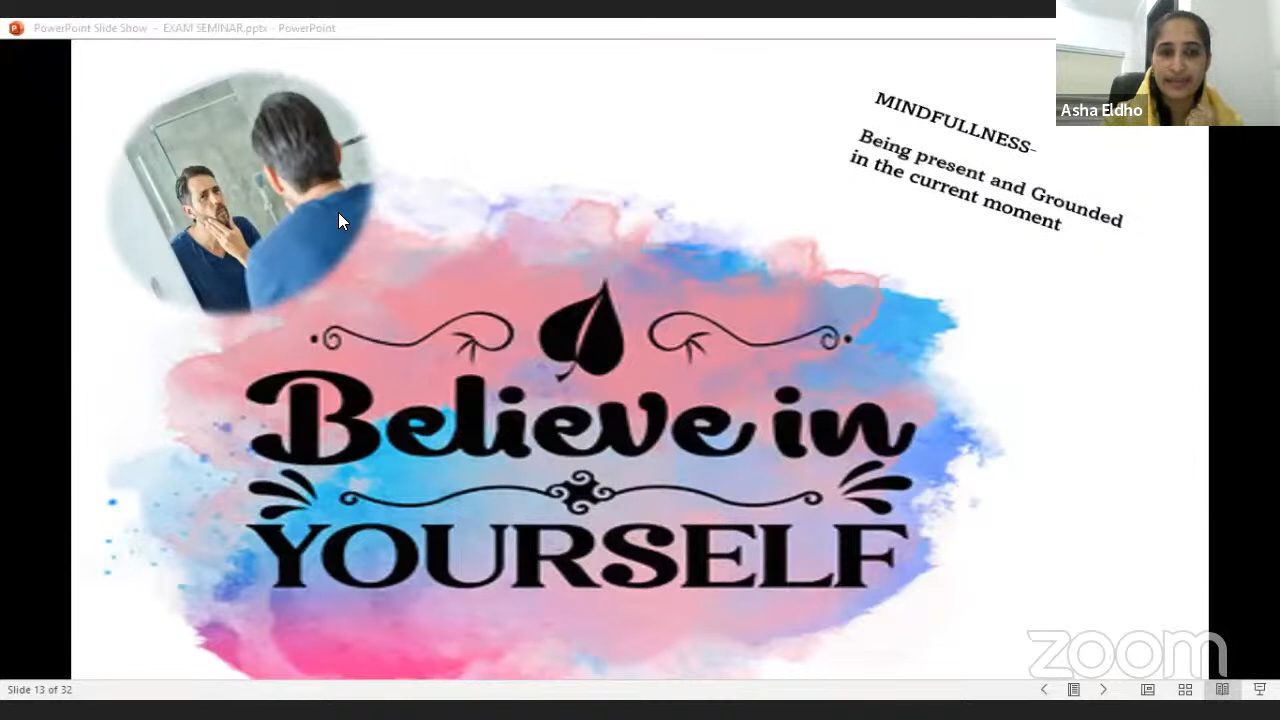 PowerPoint Slide Show - EXAM SEMINAR.pptx - PowerPoint
Asha Eldho
MINDFULLNESS-
Being present and Grounded
in the current moment
Believe in
YOURSELF
zoom
Slide 13 of 32